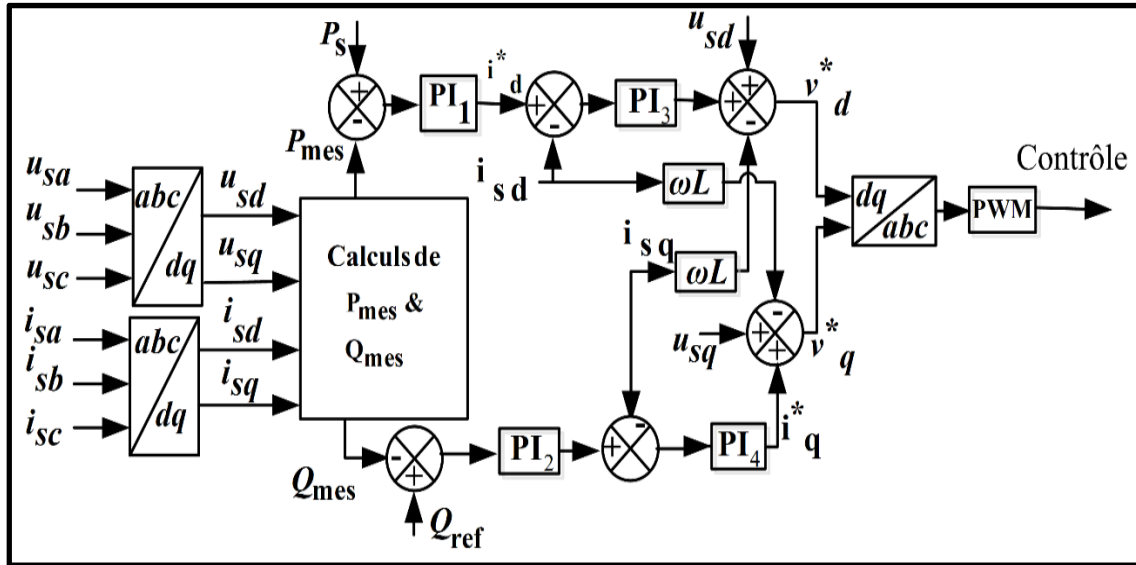 P_s
u_sd
i*_d
v*_d
PI_1
PI_3
P_mes
Contrôle
u_sa
u_sb
u_sc
abc
dq
u_sd
u_sq
i_sd
ωL
dq
abc
PWM
i_sq
ωL
Calculs de
P_mes &
Q_mes
i_sa
i_sb
i_sc
abc
dq
i_sd
i_sq
u_sq
v*_q
PI_2
PI_4
i*_q
Q_mes
Q_ref